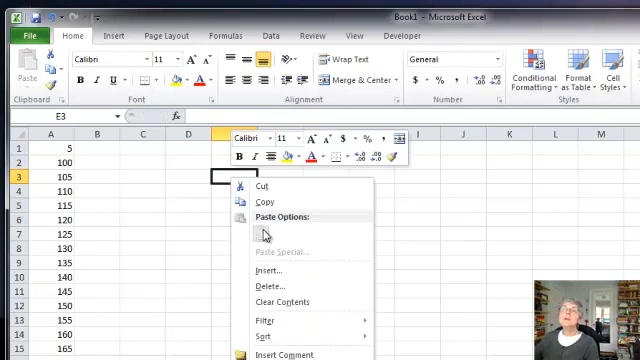 Book1 - Microsoft Excel
File Home Insert Page Layout Formulas Data Review View Developer
Calibri 11 A A Wrap Text General
Paste B I U A Merge & Center $ % , Conditional Formatting Format as Table Cell Styles
Clipboard Font Alignment Number Styles
E3 fx
Calibri 11 A A $ % ,
B I A
A B C D I J K L M
1 5
2 100
3 105
4 110
5 115
6 120
7 125
8 130
9 135
10 140
11 145
12 150
13 155
14 160
15 165
Cut
Copy
Paste Options:
Paste Special...
Insert...
Delete...
Clear Contents
Filter
Sort
Insert Comment